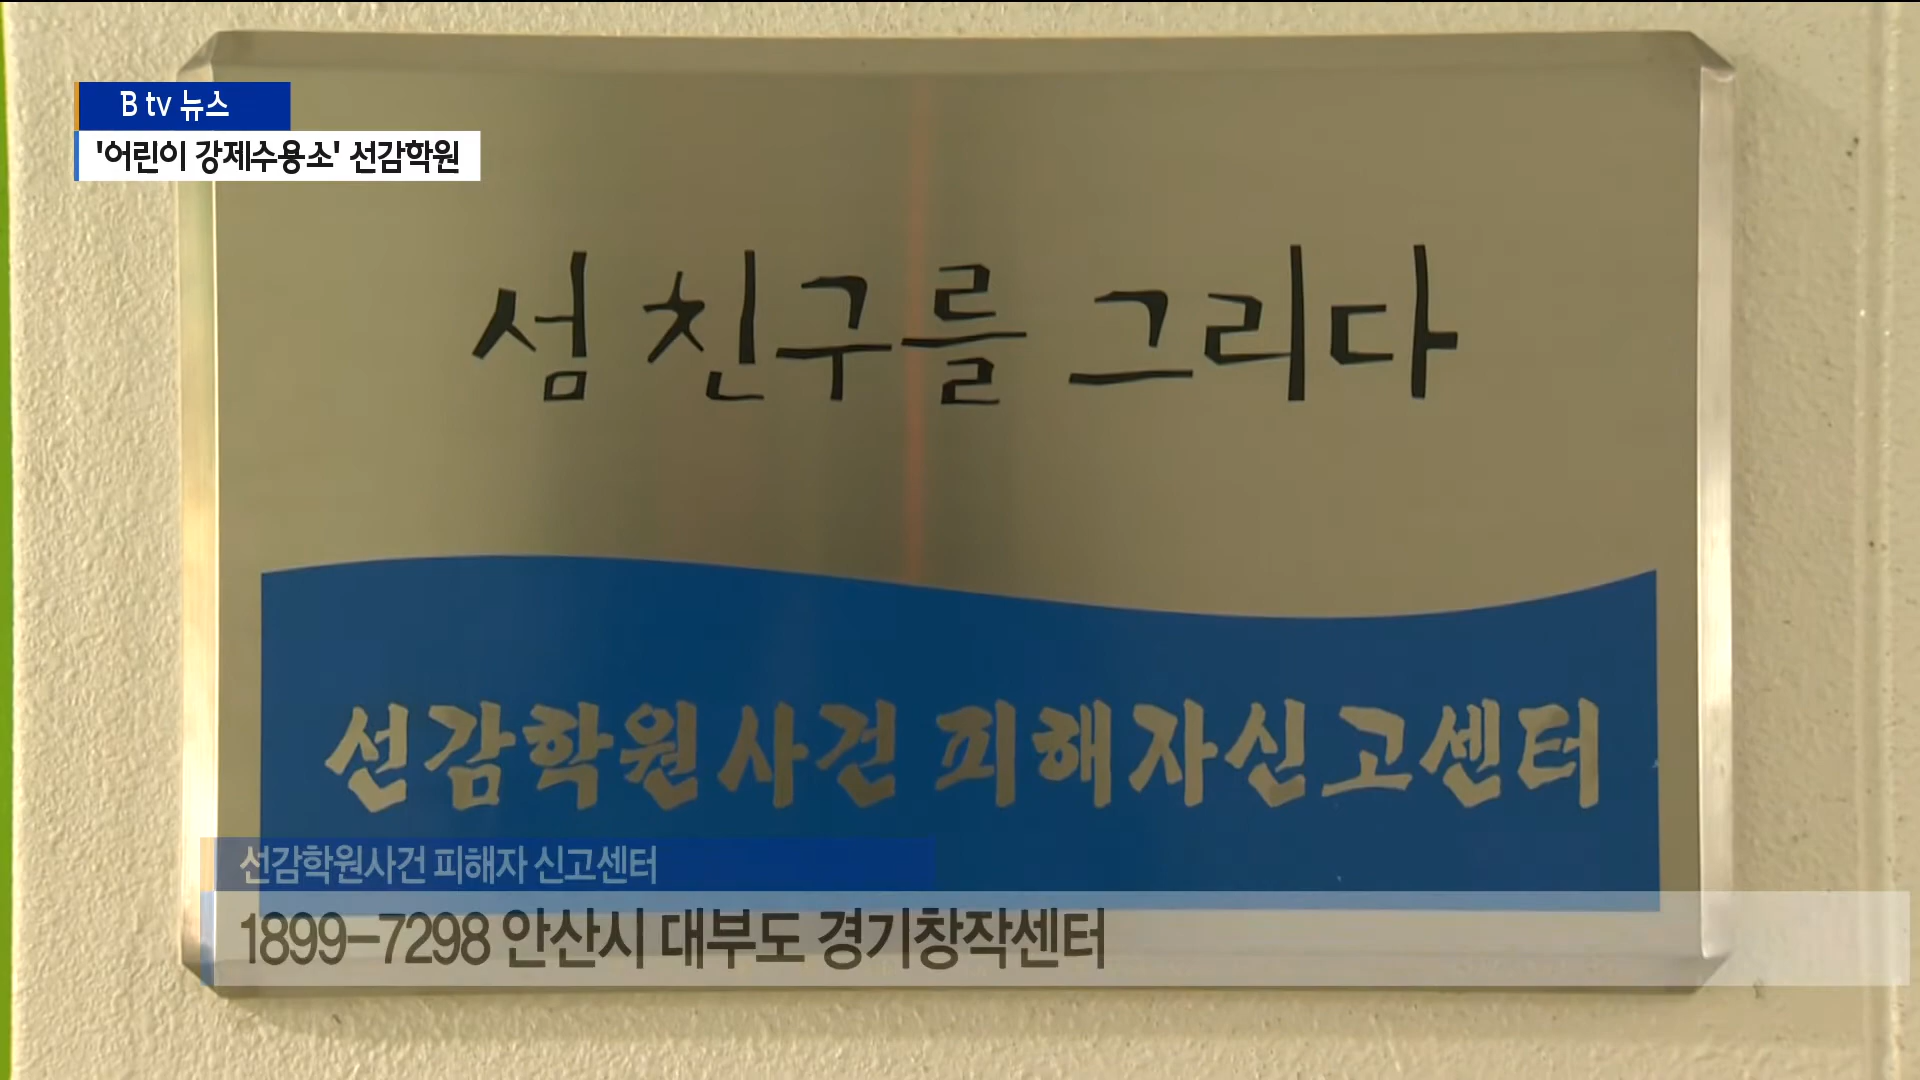 B tv 뉴스
'어린이 강제수용소' 선감학원
섬 친구를 그리다
선감학원사건 피해자신고센터
선감학원사건 피해자 신고센터
1899-7298 안산시 대부도 경기창작센터